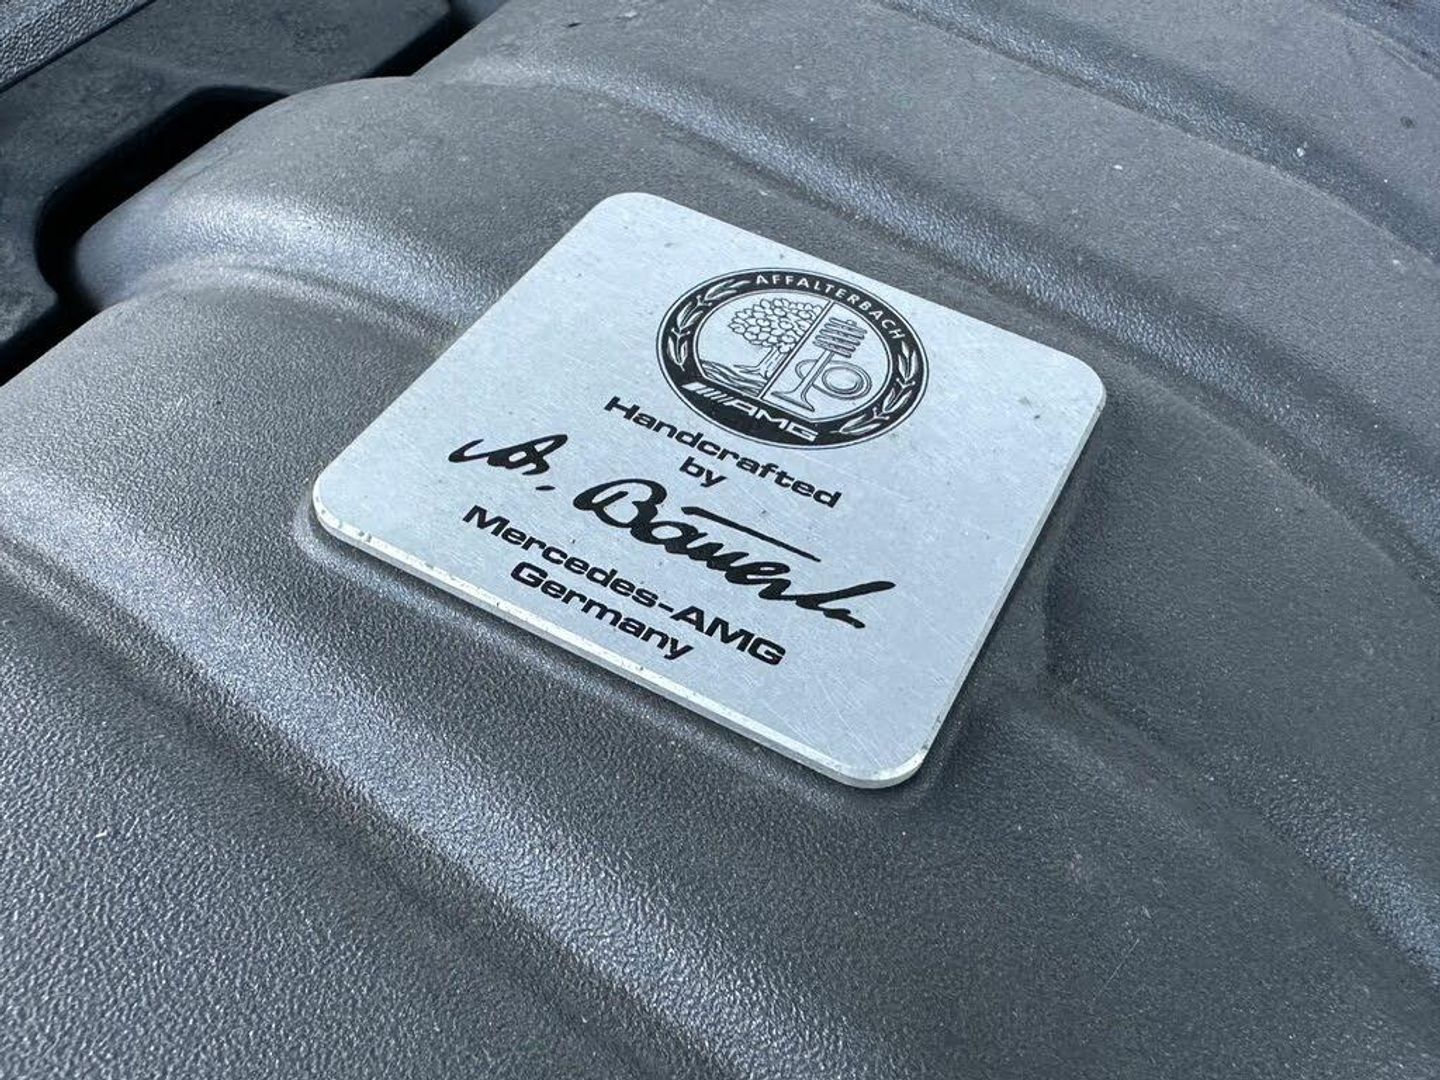 AFFALTERBACH
AMG
Handcrafted
by
Mercedes-AMG
Germany